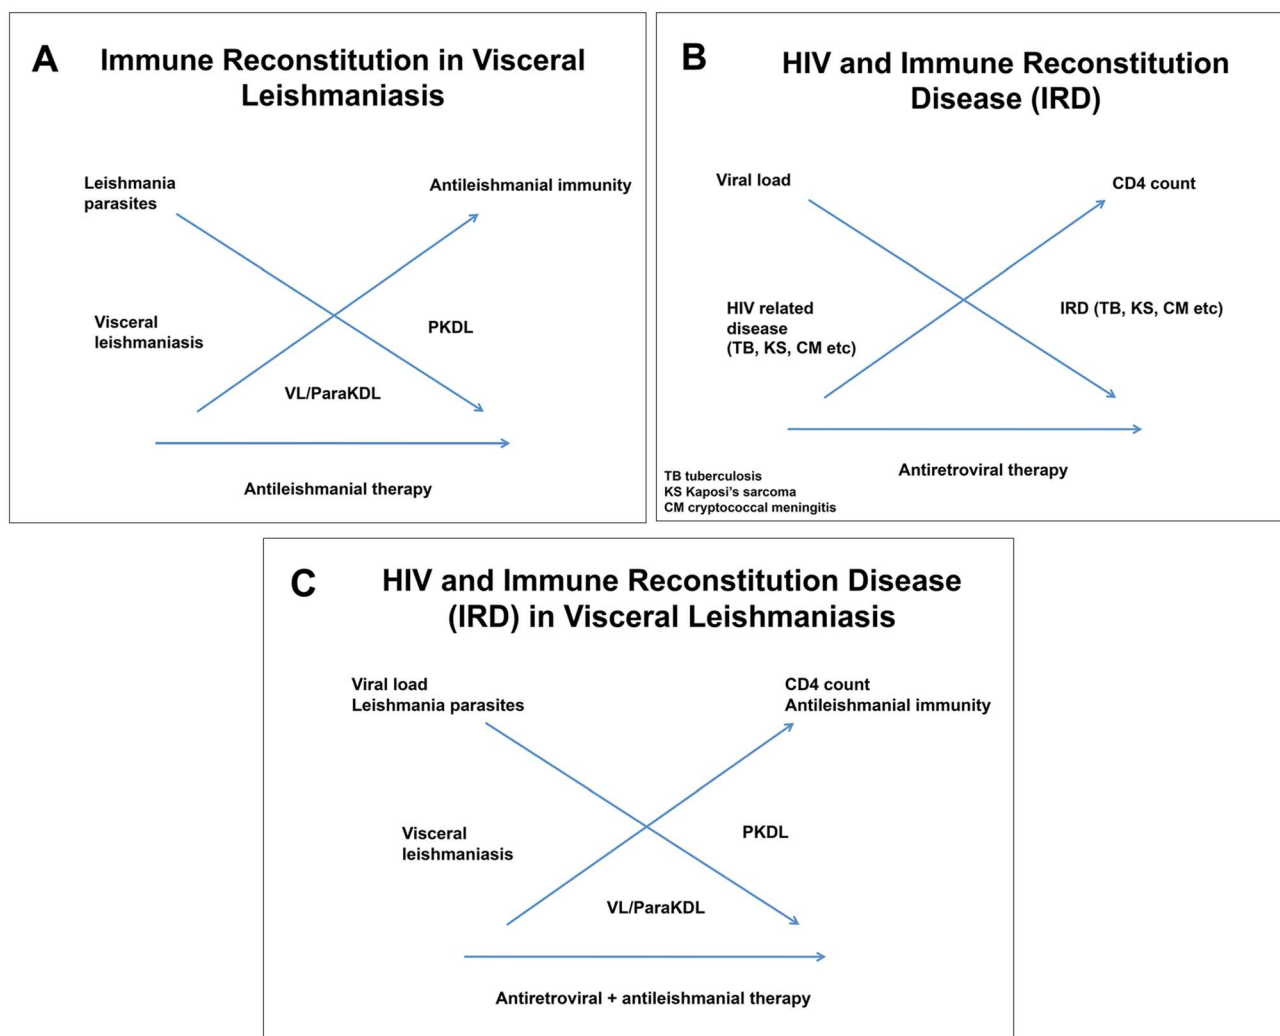 A
Immune Reconstitution in Visceral
Leishmaniasis
Leishmania
parasites
Antileishmanial immunity
Visceral
leishmaniasis
PKDL
VL/ParaKDL
Antileishmanial therapy
B
HIV and Immune Reconstitution
Disease (IRD)
Viral load
CD4 count
HIV related
disease
(TB, KS, CM etc)
IRD (TB, KS, CM etc)
Antiretroviral therapy
TB tuberculosis
KS Kaposi's sarcoma
CM cryptococcal meningitis
C
HIV and Immune Reconstitution Disease
(IRD) in Visceral Leishmaniasis
Viral load
Leishmania parasites
CD4 count
Antileishmanial immunity
Visceral
leishmaniasis
PKDL
VL/ParaKDL
Antiretroviral + antileishmanial therapy